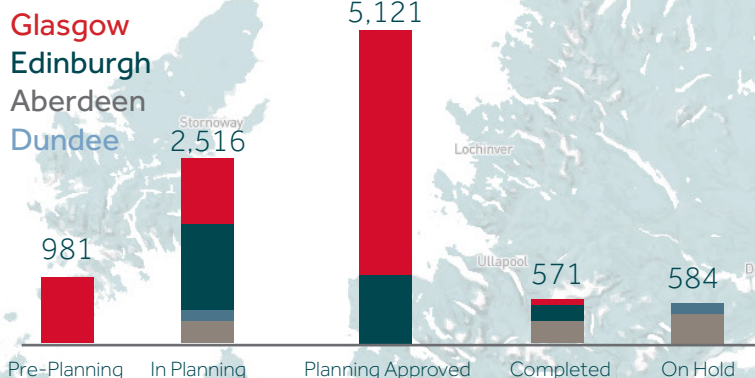 Glasgow
Edinburgh
Aberdeen
Dundee
5,121
Stornoway
2,516
Lochinver
981
Ullapool
571
584
D
Pre-Planning
In Planning
Planning Approved
Completed
On Hold